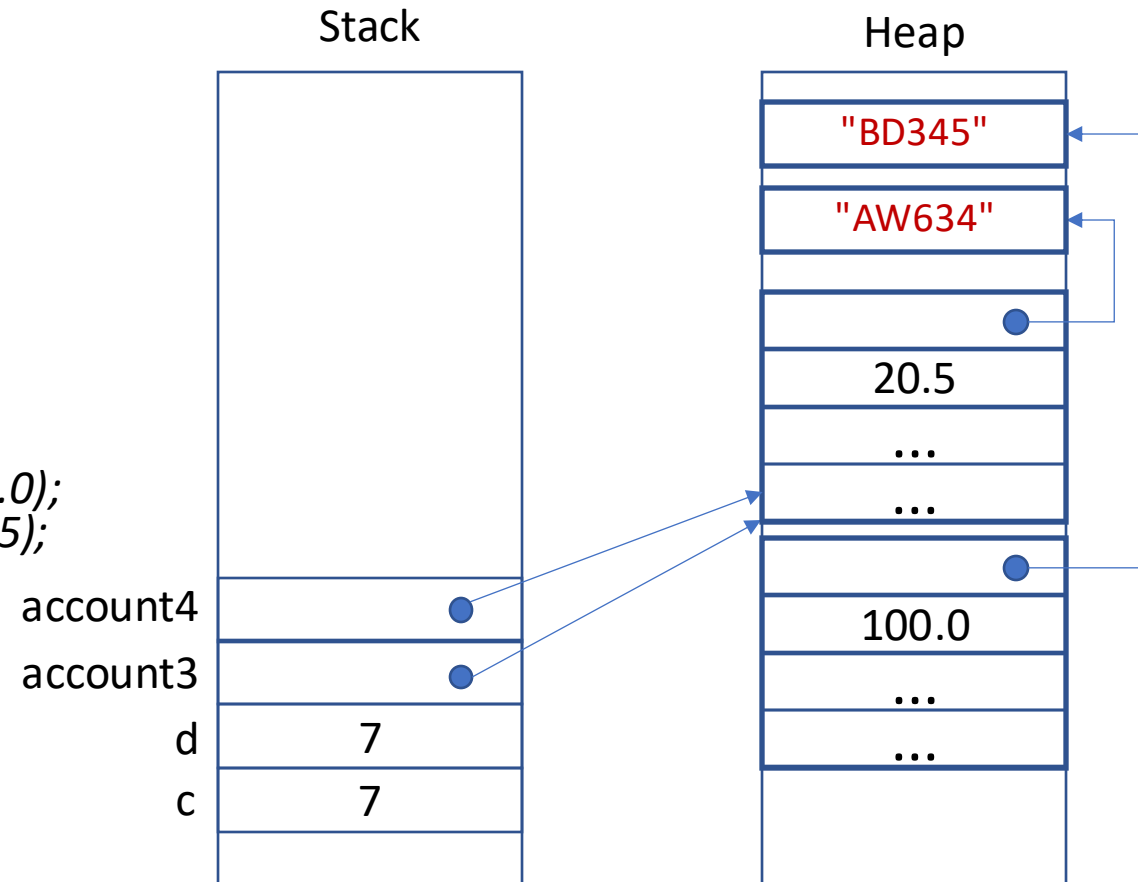 Stack
Heap
"BD345"
"AW634"
20.5
...
...
.0);
5);
account4
100.0
account3
...
d 7
...
c 7